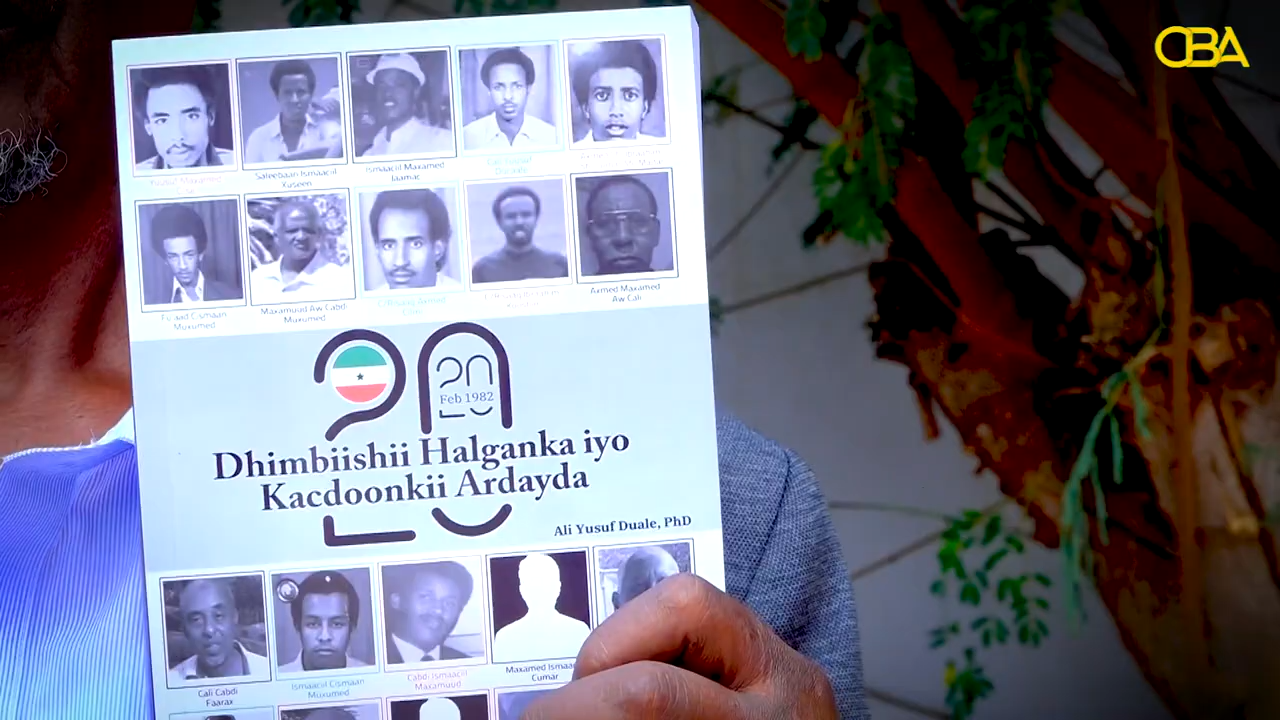 OBA
Saleebaan Ismaaciil
Xuseen
Ismaaciil Maxamed
Jaamac
Fu'aad Cismaan
Muxumed
Maxamuud Aw Cabdi
Muxumed
Axmed Maxamed
Aw Cali
20
Feb 1982
Dhimbiishii Halganka iyo
Kacdoonkii Ardayda
Ali Yusuf Duale, PhD
Cali Cabdi
Faarax
Ismaaciil Cismaan
Muxumed
Cabdi Ismaaciil
Maxamuud
Maxamed Ismaa
Cumar